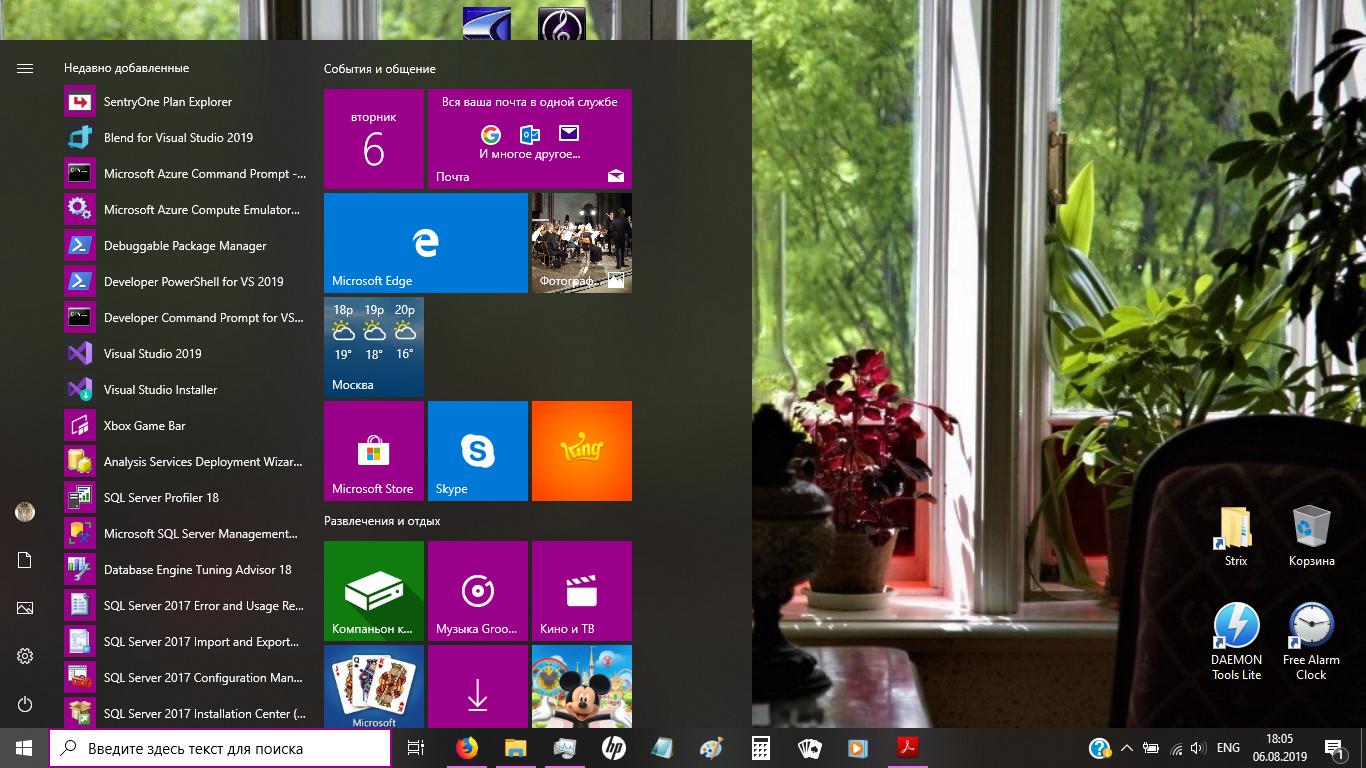 Недавно добавленные
SentryOne Plan Explorer
Blend for Visual Studio 2019
Microsoft Azure Command Prompt -...
Microsoft Azure Compute Emulator...
Debuggable Package Manager
Developer PowerShell for VS 2019
Developer Command Prompt for VS...
Visual Studio 2019
Visual Studio Installer
Xbox Game Bar
Analysis Services Deployment Wizar...
SQL Server Profiler 18
Microsoft SQL Server Management...
Database Engine Tuning Advisor 18
SQL Server 2017 Error and Usage Re...
SQL Server 2017 Import and Export...
SQL Server 2017 Configuration Man...
SQL Server 2017 Installation Center (...
События и общение
вторник
6
Вся ваша почта в одной службе
И многое другое...
Почта
Microsoft Edge
Фотограф...
18р 19р 20р
19° 18° 16°
Москва
Microsoft Store
Skype
King
Развлечения и отдых
Компаньон к...
Музыка Groo...
Кино и ТВ
Microsoft
Strix
Корзина
DAEMON
Tools Lite
Free Alarm
Clock
Введите здесь текст для поиска
hp
ENG
18:05
06.08.2019
1